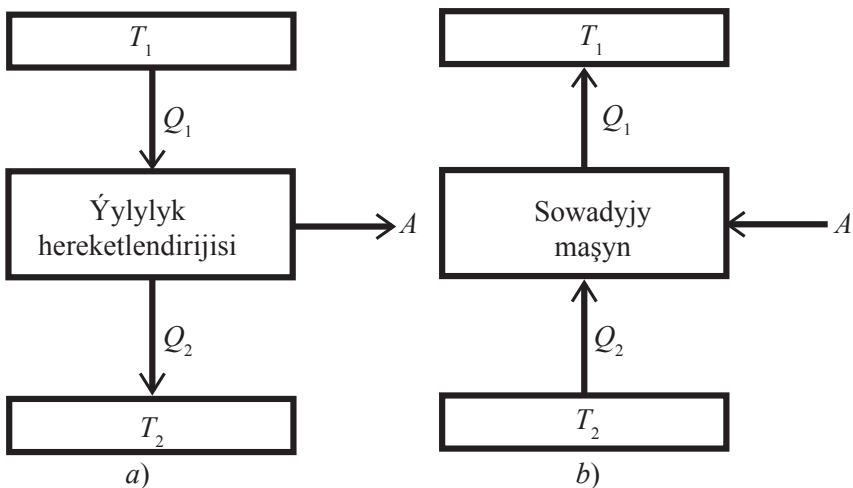 T₁
Q₁
Ýylylyk
hereketlendirijisi
A
Q₂
T₂
a)
T₁
Q₁
Sowadyjy
maşyn
A
Q₂
T₂
b)